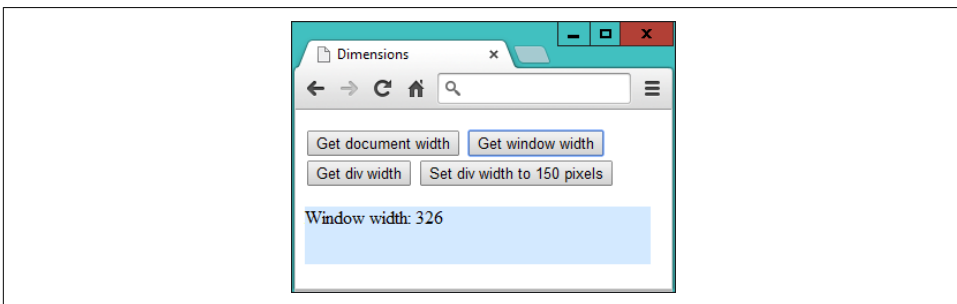 Dimensions
Get document width Get window width
Get div width Set div width to 150 pixels
Window width: 326